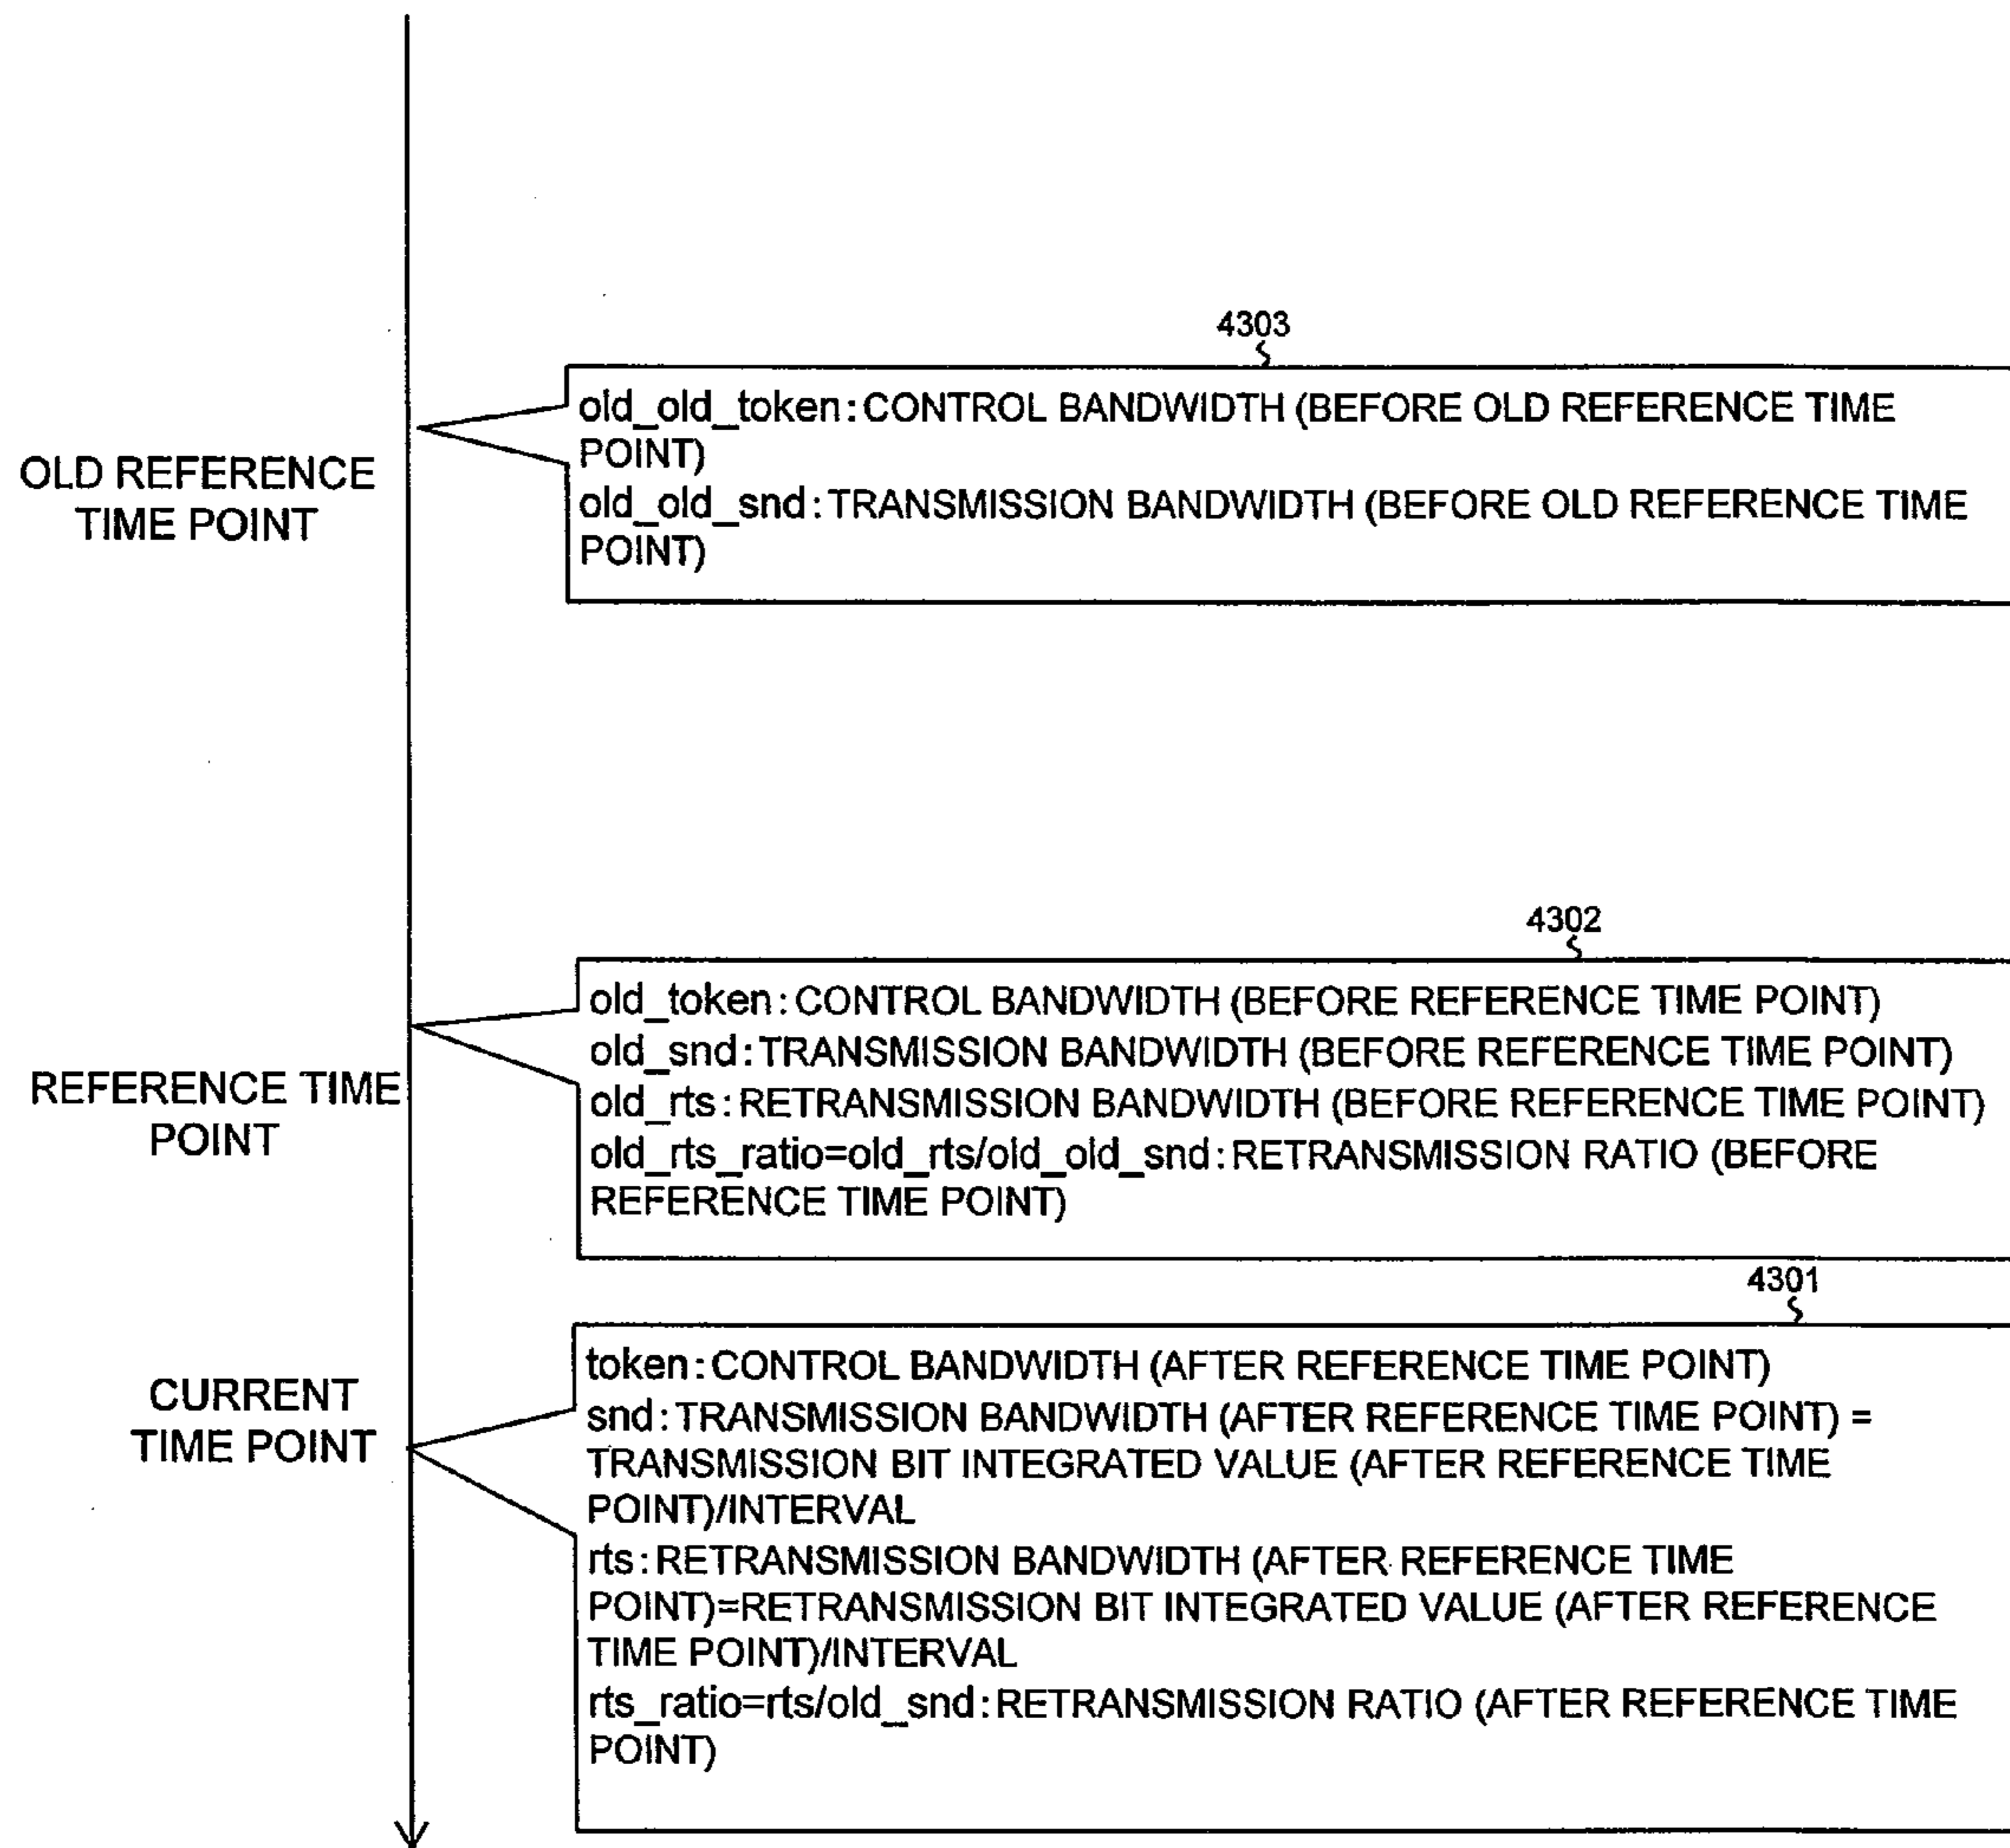 4303
old_old_token:CONTROL BANDWIDTH (BEFORE OLD REFERENCE TIME
POINT)
old_old_snd:TRANSMISSION BANDWIDTH (BEFORE OLD REFERENCE TIME
POINT)
OLD REFERENCE
TIME POINT
4302
old_token:CONTROL BANDWIDTH (BEFORE REFERENCE TIME POINT)
old_snd:TRANSMISSION BANDWIDTH (BEFORE REFERENCE TIME POINT)
old_rts:RETRANSMISSION BANDWIDTH (BEFORE REFERENCE TIME POINT)
old_rts_ratio=old_rts/old_old_snd:RETRANSMISSION RATIO (BEFORE
REFERENCE TIME POINT)
REFERENCE TIME
POINT
4301
token:CONTROL BANDWIDTH (AFTER REFERENCE TIME POINT)
snd:TRANSMISSION BANDWIDTH (AFTER REFERENCE TIME POINT) =
TRANSMISSION BIT INTEGRATED VALUE (AFTER REFERENCE TIME
POINT)/INTERVAL
rts:RETRANSMISSION BANDWIDTH (AFTER REFERENCE TIME
POINT)=RETRANSMISSION BIT INTEGRATED VALUE (AFTER REFERENCE
TIME POINT)/INTERVAL
rts_ratio=rts/old_snd:RETRANSMISSION RATIO (AFTER REFERENCE TIME
POINT)
CURRENT
TIME POINT